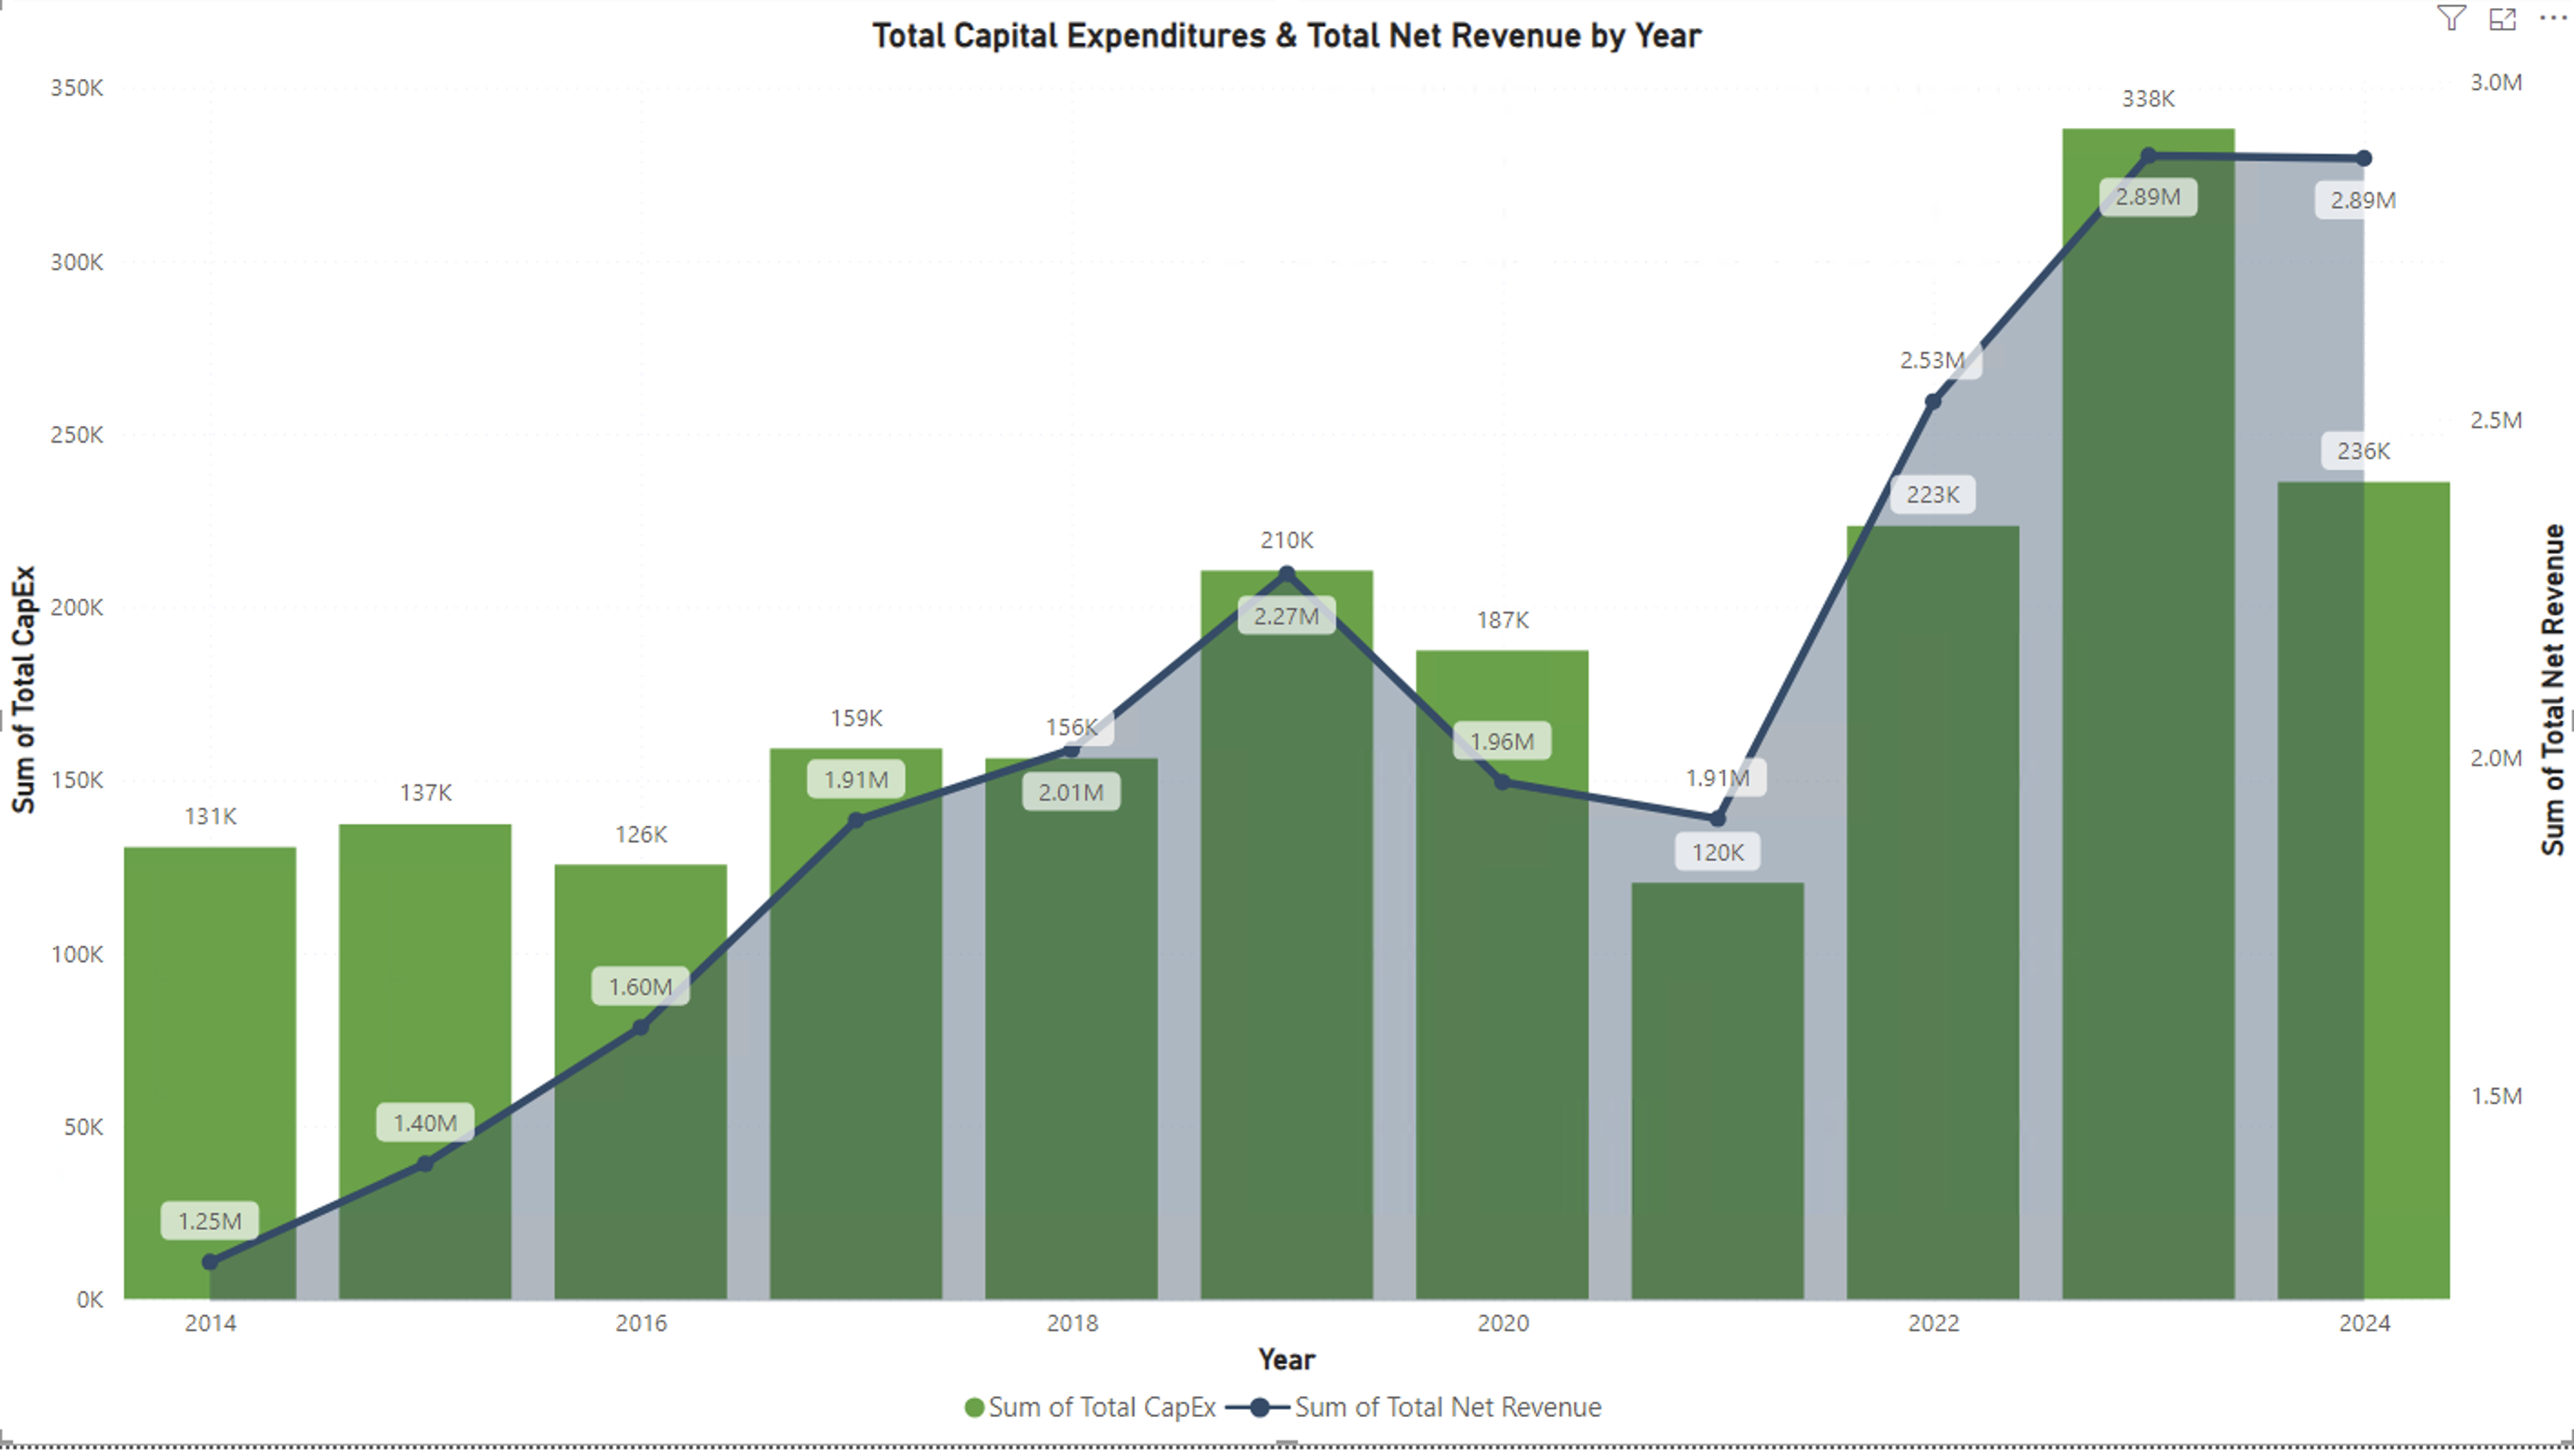 Total Capital Expenditures & Total Net Revenue by Year
350K
300K
250K
200K
150K
100K
50K
0K
Sum of Total CapEx
3.0M
2.5M
2.0M
1.5M
Sum of Total Net Revenue
131K
137K
126K
159K
156K
210K
187K
120K
223K
338K
236K
1.25M
1.40M
1.60M
1.91M
2.01M
2.27M
1.96M
1.91M
2.53M
2.89M
2.89M
2014
2016
2018
2020
2022
2024
Year
Sum of Total CapEx
Sum of Total Net Revenue